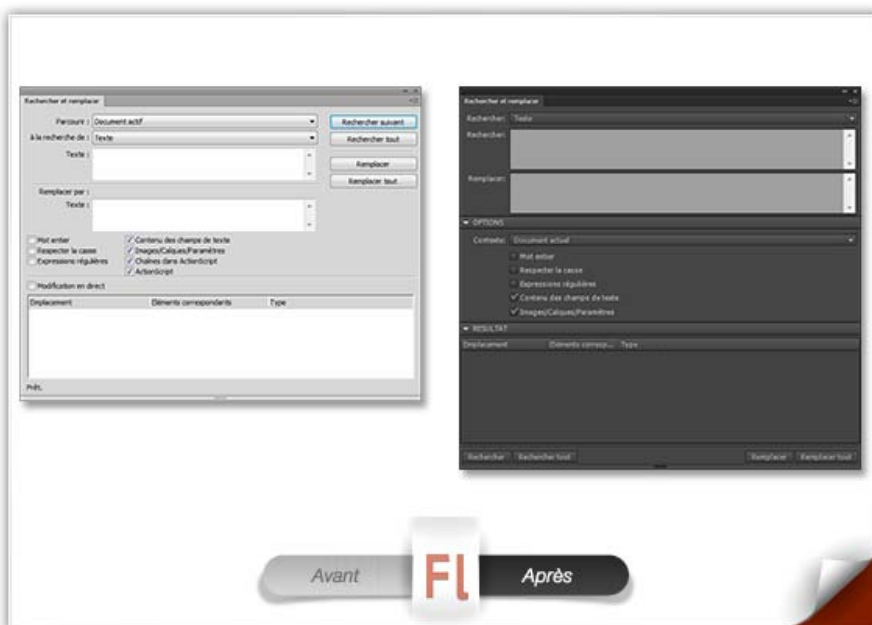 Rechercher et remplacer
Parcourir : Document actif
Rechercher suivant
à la recherche de : Texte
Rechercher tout
Texte :
Remplacer
Remplacer tout
Remplacer par :
Texte :
Mot entier
Respecter la casse
Expressions régulières
Contenu des champs de texte
Images/Calques/Paramètres
Chaînes dans ActionScript
ActionScript
Modification en direct
Emplacement Eléments correspondants Type
Prêt.
Rechercher et remplacer
Rechercher: Texte
Rechercher:
Remplacer:
OPTIONS
Contexte: Document actuel
Mot entier
Respecter la casse
Expressions régulières
Contenu des champs de texte
Images/Calques/Paramètres
RESULTAT
Emplacement Eléments corresp... Type
Rechercher Rechercher tout Remplacer Remplacer tout
Avant Fl Après